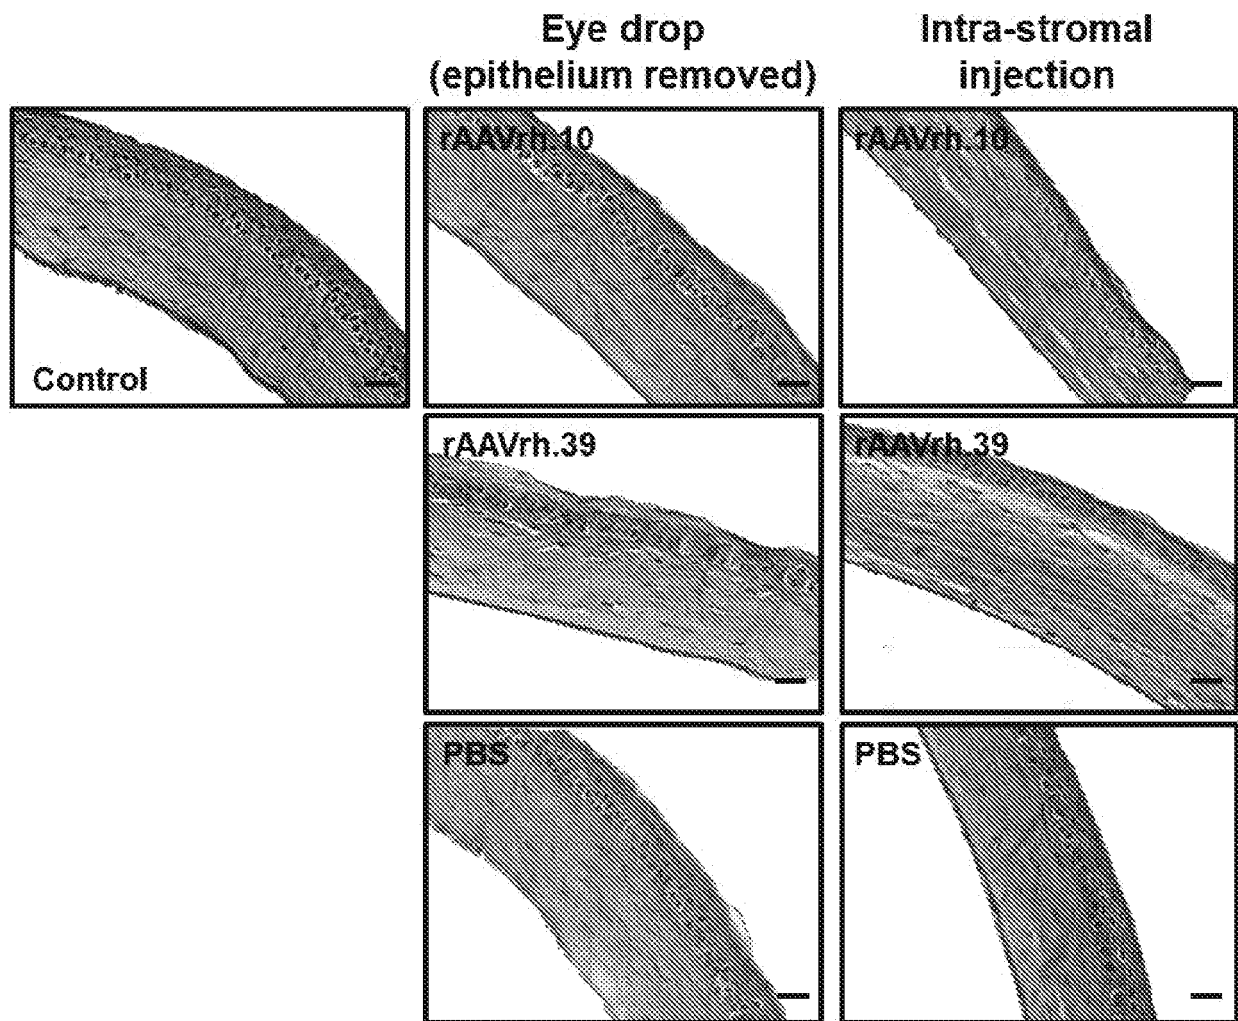 Eye drop
(epithelium removed)
Intra-stromal
injection
Control
rAAVrh.10
rAAVrh.10
rAAVrh.39
rAAVrh.39
PBS
PBS